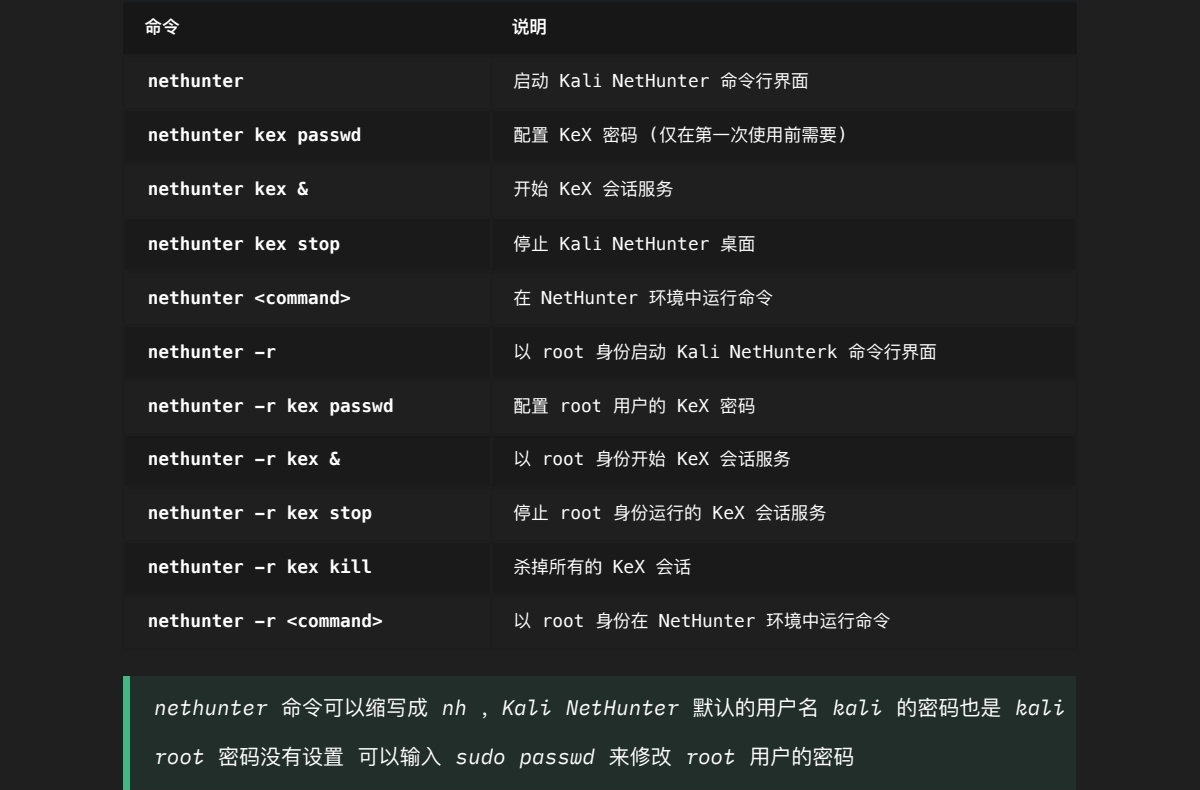 命令 说明
nethunter 启动 Kali NetHunter 命令行界面
nethunter kex passwd 配置 KeX 密码 (仅在第一次使用前需要)
nethunter kex & 开始 KeX 会话服务
nethunter kex stop 停止 Kali NetHunter 桌面
nethunter <command> 在 NetHunter 环境中运行命令
nethunter –r 以 root 身份启动 Kali NetHunterk 命令行界面
nethunter –r kex passwd 配置 root 用户的 KeX 密码
nethunter –r kex & 以 root 身份开始 KeX 会话服务
nethunter –r kex stop 停止 root 身份运行的 KeX 会话服务
nethunter –r kex kill 杀掉所有的 KeX 会话
nethunter –r <command> 以 root 身份在 NetHunter 环境中运行命令
nethunter 命令可以缩写成 nh , Kali NetHunter 默认的用户名 kali 的密码也是 kali
root 密码没有设置 可以输入 sudo passwd 来修改 root 用户的密码